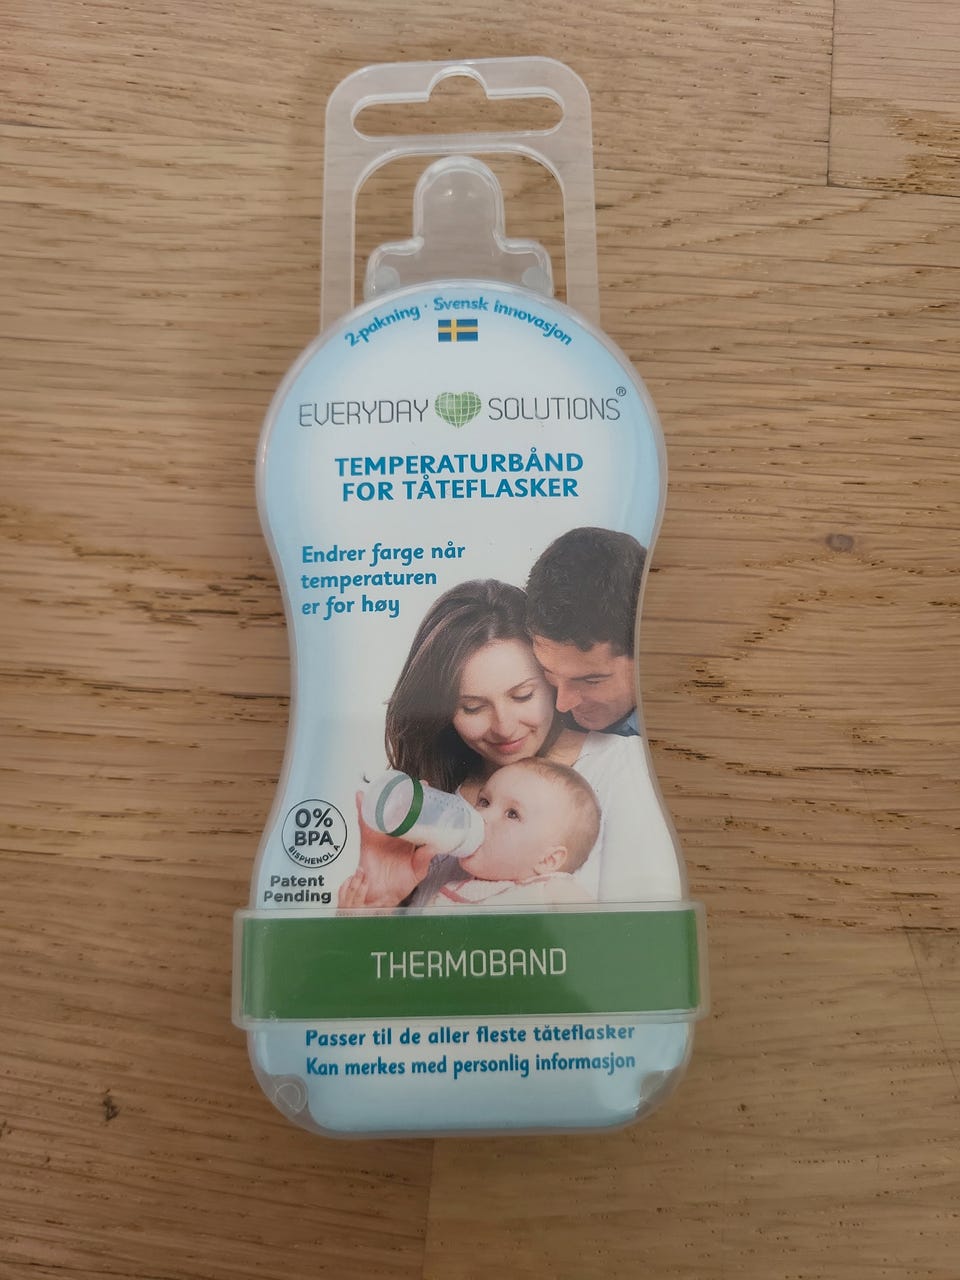 2-pakning · Svensk innovasjon
EVERYDAY SOLUTIONS®
TEMPERATURBÅND
FOR TÅTEFLASKER
Endrer farge når
temperaturen
er for høy
0%
BPA
BISPHENOL A
Patent
Pending
THERMOBAND
Passer til de aller fleste tåteflasker
Kan merkes med personlig informasjon